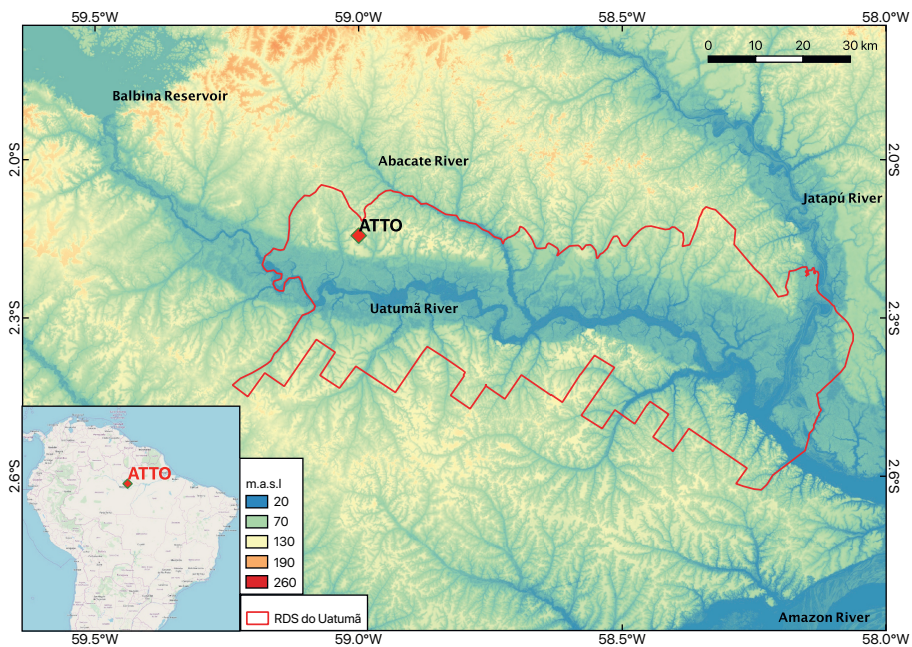 59.5°W 59.0°W 58.5°W 58.0°W
0 10 20 30 km
Balbina Reservoir
Abacate River
2.0°S 2.0°S
Jatapú River
ATTO
Uatumã River
2.3°S 2.3°S
ATTO
2.6°S 2.6°S
m.a.s.l
20
70
130
190
260
RDS do Uatumã
Amazon River
59.5°W 59.0°W 58.5°W 58.0°W